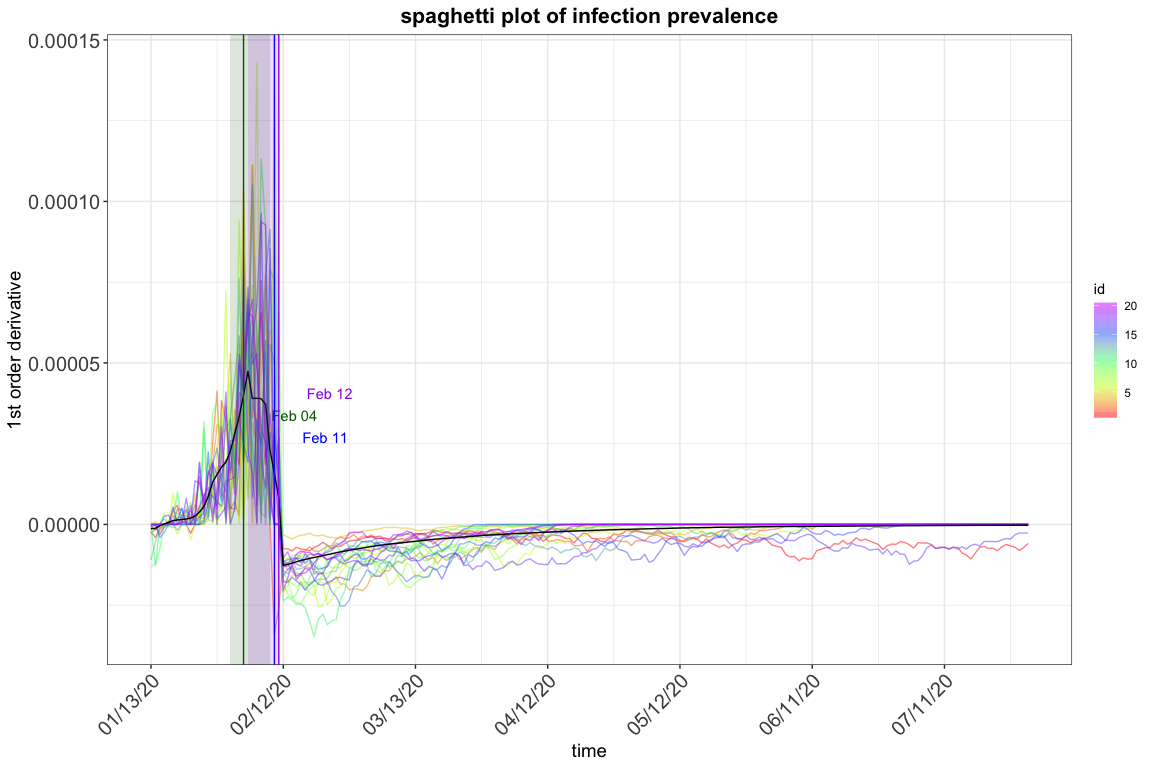 spaghetti plot of infection prevalence
1st order derivative
0.00015
0.00010
0.00005
0.00000
Feb 12
Feb 04
Feb 11
01/13/20
02/12/20
03/13/20
04/12/20
05/12/20
06/11/20
07/11/20
time
id
20
15
10
5